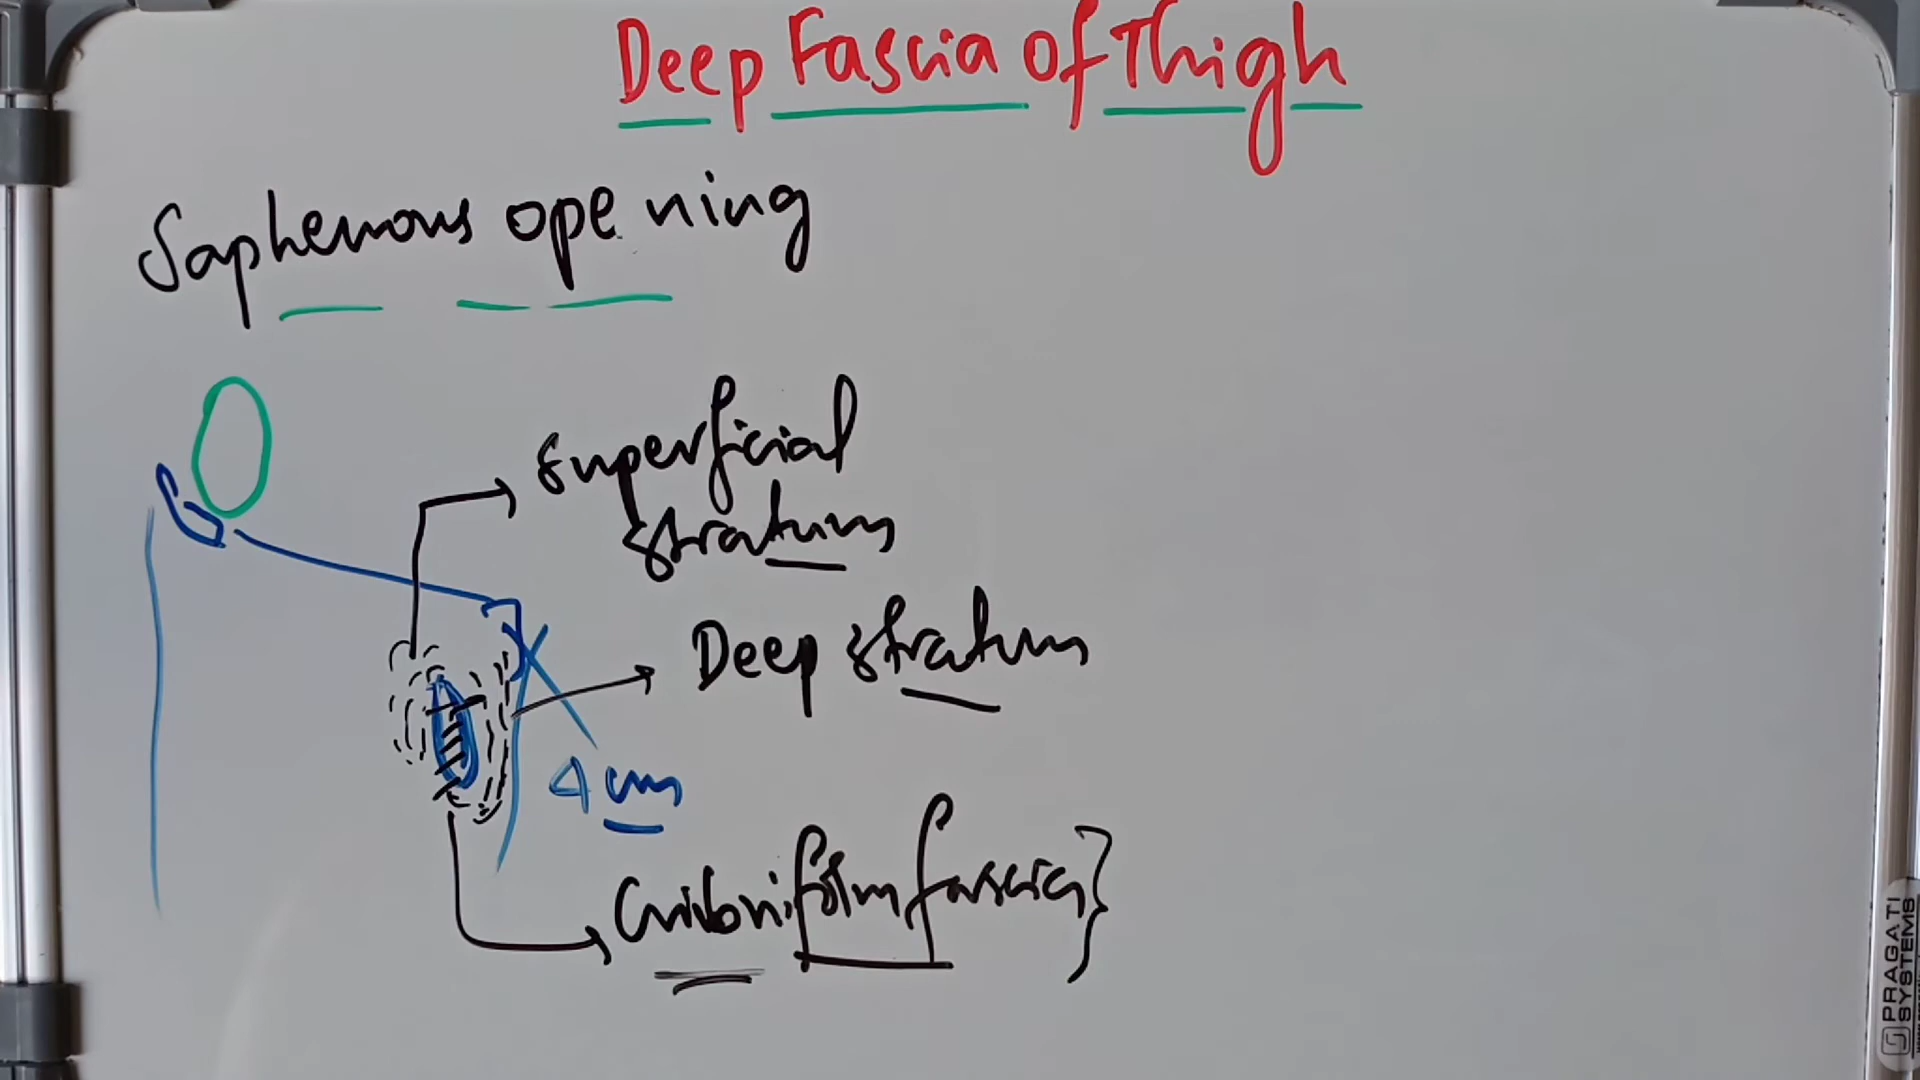 Deep Fascia of Thigh
Saphenous opening
superficial
stratum
Deep stratum
4 cm
Cribriform fascia}
PRAGATI
SYSTEMS